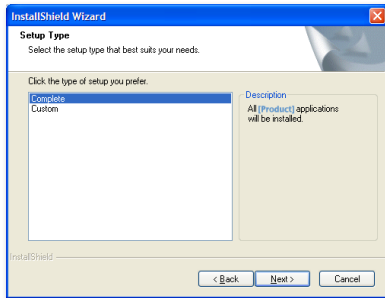 InstallShield Wizard
Setup Type
Select the setup type that best suits your needs.
Click the type of setup you prefer.
Complete
Custom
Description
All [Product] applications
will be installed.
InstallShield
< Back
Next >
Cancel